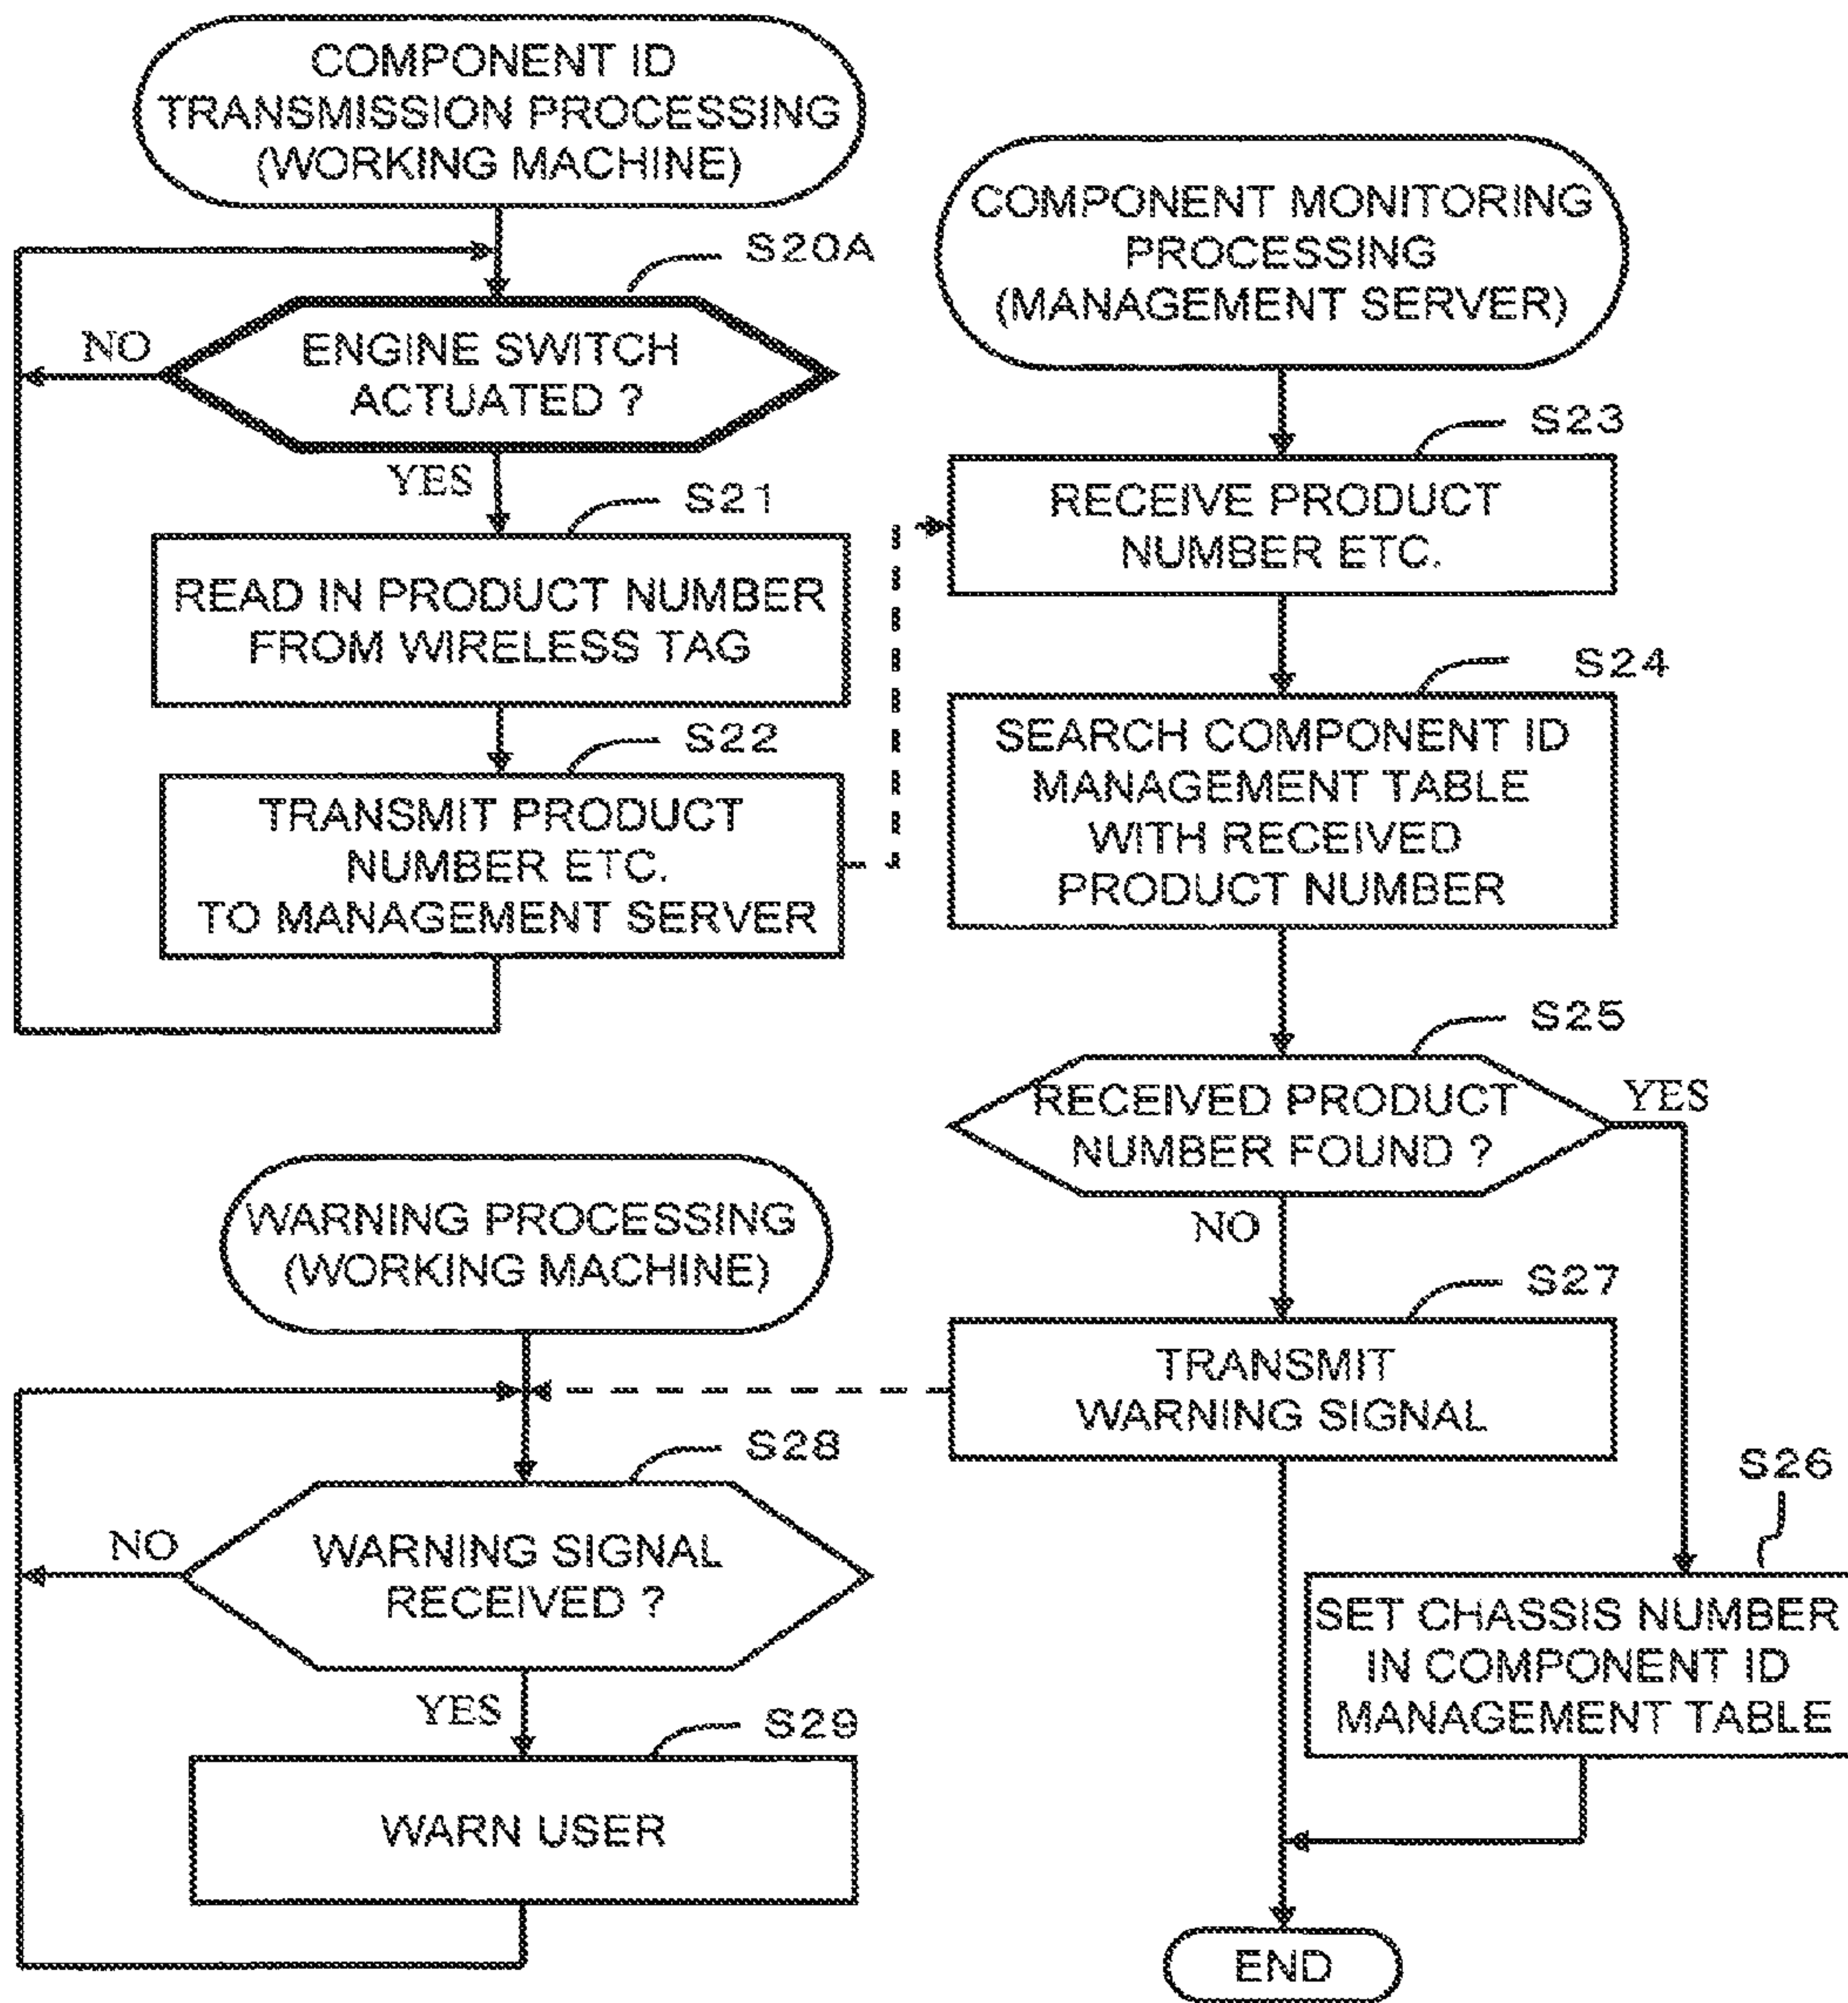 COMPONENT ID
TRANSMISSION PROCESSING
(WORKING MACHINE)
S20A
ENGINE SWITCH
ACTUATED ?
NO
YES
S21
READ IN PRODUCT NUMBER
FROM WIRELESS TAG
S22
TRANSMIT PRODUCT
NUMBER ETC.
TO MANAGEMENT SERVER
COMPONENT MONITORING
PROCESSING
(MANAGEMENT SERVER)
S23
RECEIVE PRODUCT
NUMBER ETC.
S24
SEARCH COMPONENT ID
MANAGEMENT TABLE
WITH RECEIVED
PRODUCT NUMBER
S25
RECEIVED PRODUCT
NUMBER FOUND ?
YES
NO
S27
TRANSMIT
WARNING SIGNAL
S26
SET CHASSIS NUMBER
IN COMPONENT ID
MANAGEMENT TABLE
END
WARNING PROCESSING
(WORKING MACHINE)
S28
WARNING SIGNAL
RECEIVED ?
NO
YES
S29
WARN USER